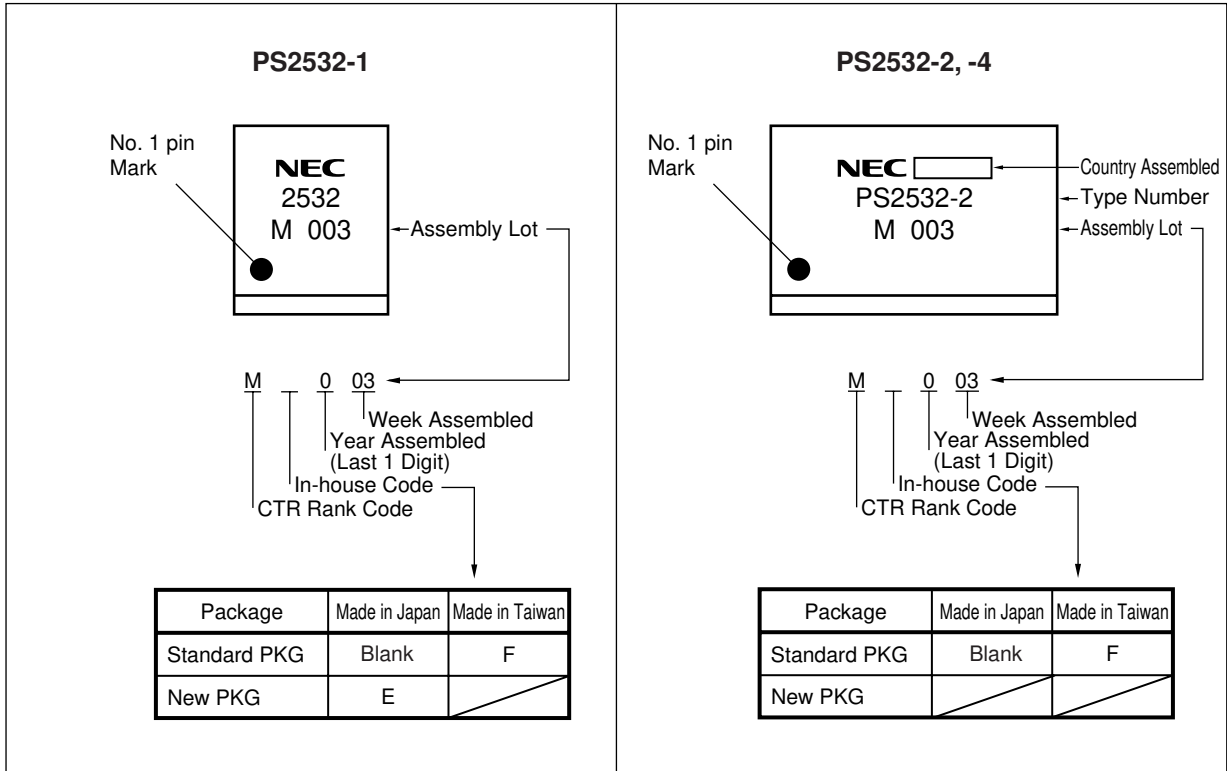 PS2532-1
No. 1 pin
Mark
NEC
2532
M 003
Assembly Lot
M 0 03
Week Assembled
Year Assembled
(Last 1 Digit)
In-house Code
CTR Rank Code
Package Made in Japan Made in Taiwan
Standard PKG Blank F
New PKG E
PS2532-2, -4
No. 1 pin
Mark
NEC
Country Assembled
PS2532-2
Type Number
M 003
Assembly Lot
M 0 03
Week Assembled
Year Assembled
(Last 1 Digit)
In-house Code
CTR Rank Code
Package Made in Japan Made in Taiwan
Standard PKG Blank F
New PKG